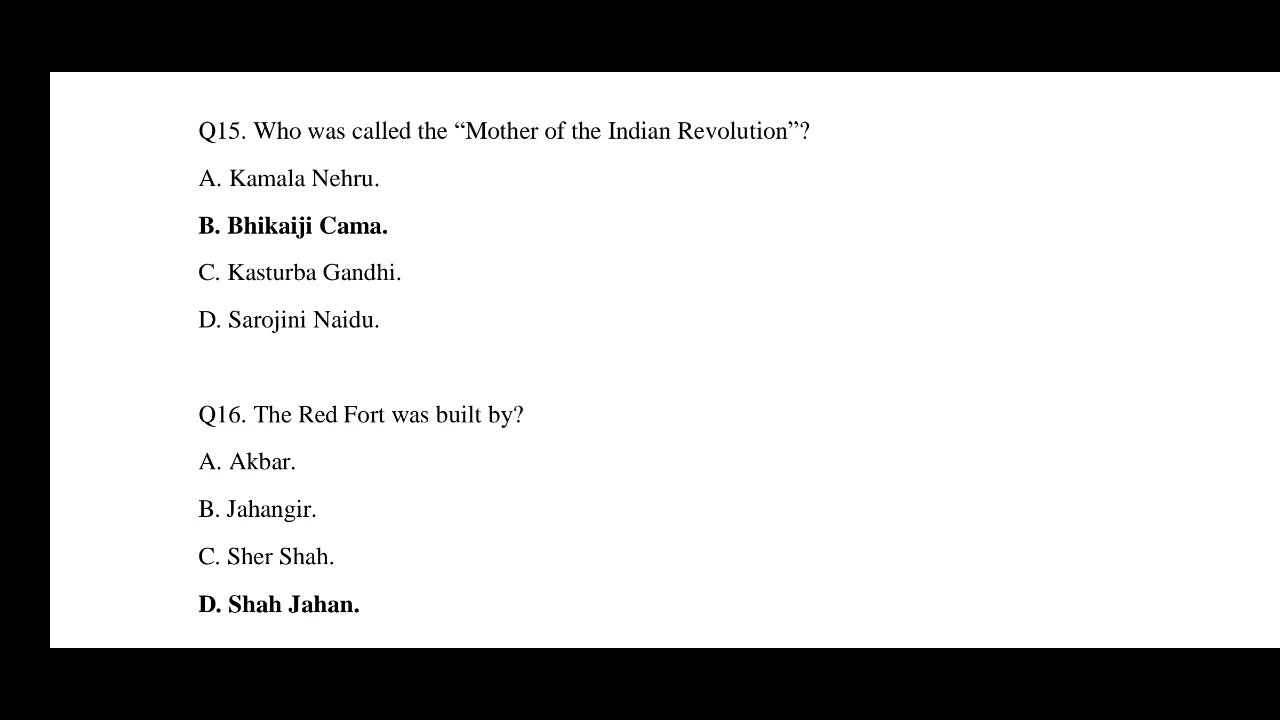 Q15. Who was called the “Mother of the Indian Revolution”?
A. Kamala Nehru.
B. Bhikaiji Cama.
C. Kasturba Gandhi.
D. Sarojini Naidu.
Q16. The Red Fort was built by?
A. Akbar.
B. Jahangir.
C. Sher Shah.
D. Shah Jahan.